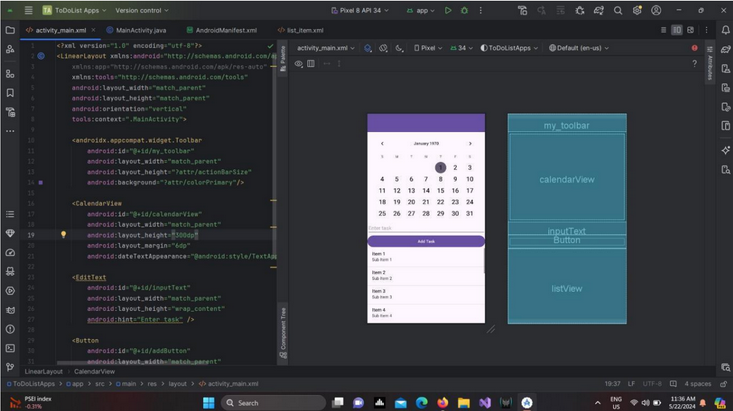 TA ToDoList Apps Version control Pixel 8 API 34 app
activity_main.xml MainActivity.java AndroidManifest.xml list_item.xml
activity_main.xml Pixel 34 ToDoListApps Default (en-us)
1 <?xml version="1.0" encoding="utf-8"?>
<LinearLayout xmlns:android="http://schemas.android.com/a
xmlns:app="http://schemas.android.com/apk/res-auto"
xmlns:tools="http://schemas.android.com/tools"
android:layout_width="match_parent"
android:layout_height="match_parent"
android:orientation="vertical"
tools:context=".MainActivity">
<androidx.appcompat.widget.Toolbar
android:id="@+id/my_toolbar"
android:layout_width="match_parent"
android:layout_height="?attr/actionBarSize"
android:background="?attr/colorPrimary"/>
<CalendarView
android:id="@+id/calendarView"
android:layout_width="match_parent"
19 android:layout_height="300dp"
android:layout_margin="6dp"
android:dateTextAppearance="@android:style/TextAp
<EditText
android:id="@+id/inputText"
android:layout_width="match_parent"
android:layout_height="wrap_content"
android:hint="Enter task" />
<Button
android:id="@+id/addButton"
android:layout_width="match_parent"
Palette
Component Tree
Attributes
January 1970
S M T W T F S
1 2 3
4 5 6 7 8 9 10
11 12 13 14 15 16 17
18 19 20 21 22 23 24
25 26 27 28 29 30 31
Enter task
Add Task
Item 1
Sub Item 1
Item 2
Sub Item 2
Item 3
Sub Item 3
Item 4
Sub Item 4
my_toolbar
calendarView
inputText
Button
listView
LinearLayout CalendarView
ToDoListApps app src main res layout activity_main.xml 19:37 LF UTF-8 4 spaces
PSEI index
-0.39%
Search
ENG
US
11:36 AM
5/22/2024